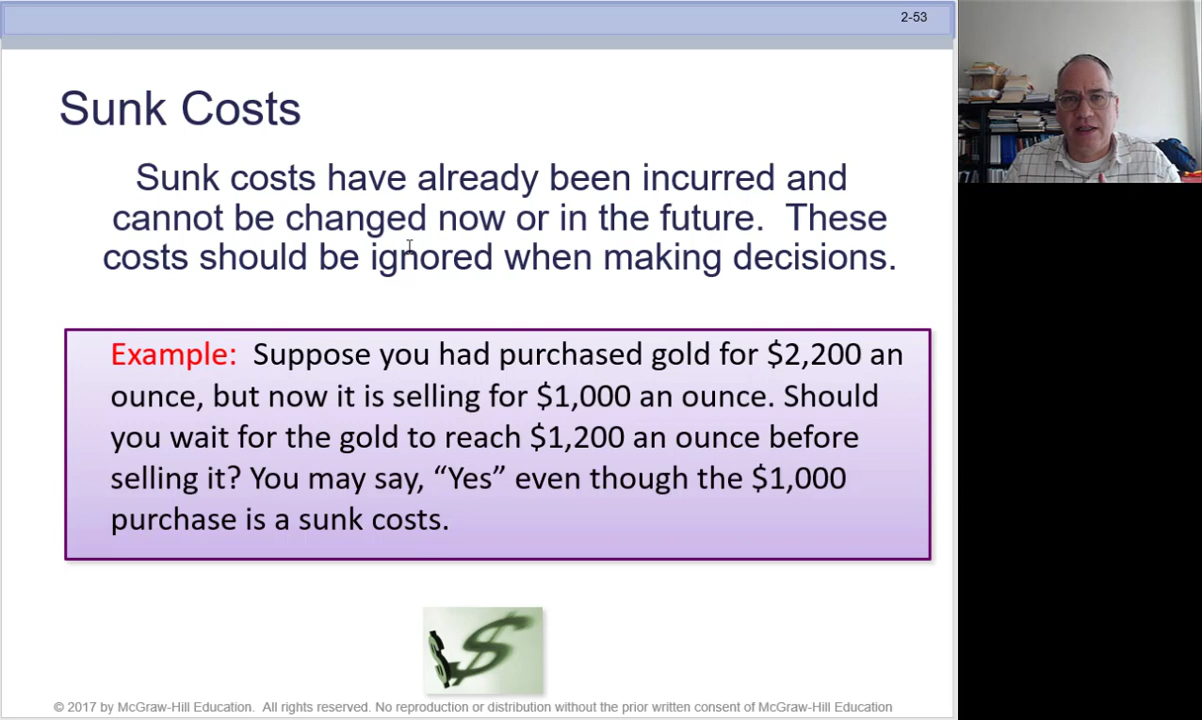 2-53
Sunk Costs
Sunk costs have already been incurred and
cannot be changed now or in the future.  These
costs should be ignored when making decisions.
Example:  Suppose you had purchased gold for $2,200 an
ounce, but now it is selling for $1,000 an ounce. Should
you wait for the gold to reach $1,200 an ounce before
selling it? You may say, “Yes” even though the $1,000
purchase is a sunk costs.
© 2017 by McGraw-Hill Education.  All rights reserved. No reproduction or distribution without the prior written consent of McGraw-Hill Education